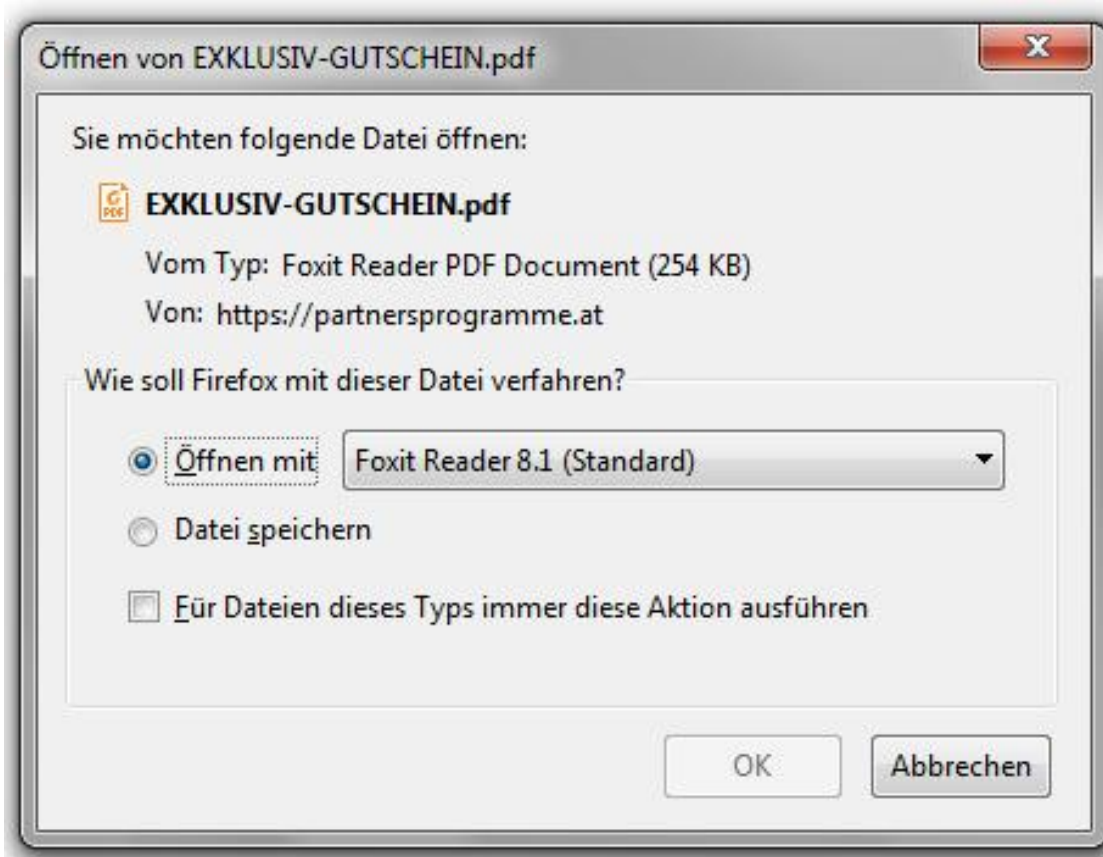 Öffnen von EXKLUSIV-GUTSCHEIN.pdf
x
Sie möchten folgende Datei öffnen:
G PDF
EXKLUSIV-GUTSCHEIN.pdf
Vom Typ: Foxit Reader PDF Document (254 KB)
Von: https://partnersprogramme.at
Wie soll Firefox mit dieser Datei verfahren?
Öffnen mit Foxit Reader 8.1 (Standard)
Datei speichern
Für Dateien dieses Typs immer diese Aktion ausführen
OK Abbrechen